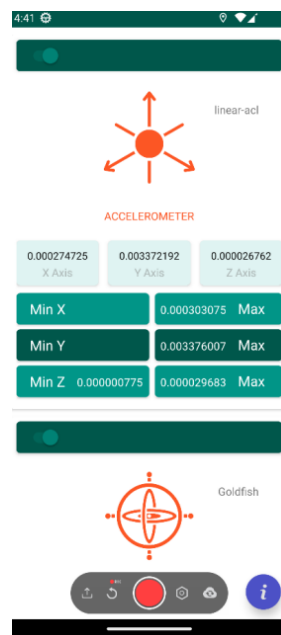 4:41
linear-acl
ACCELEROMETER
0.000274725 0.003372192 0.000026762
X Axis Y Axis Z Axis
Min X 0.000303075 Max
Min Y 0.003376007 Max
Min Z 0.000000775 0.000029683 Max
Goldfish
i